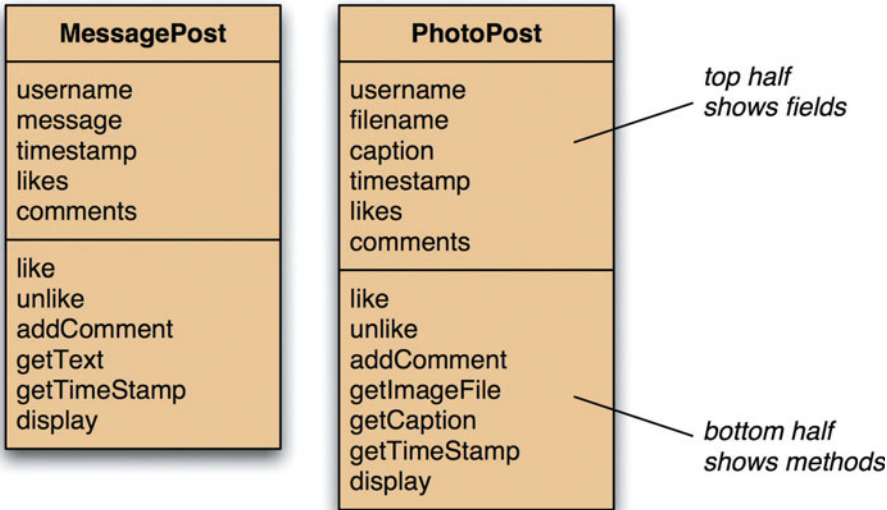 MessagePost
username
message
timestamp
likes
comments
like
unlike
addComment
getText
getTimeStamp
display
PhotoPost
username
filename
caption
timestamp
likes
comments
like
unlike
addComment
getImageFile
getCaption
getTimeStamp
display
top half
shows fields
bottom half
shows methods